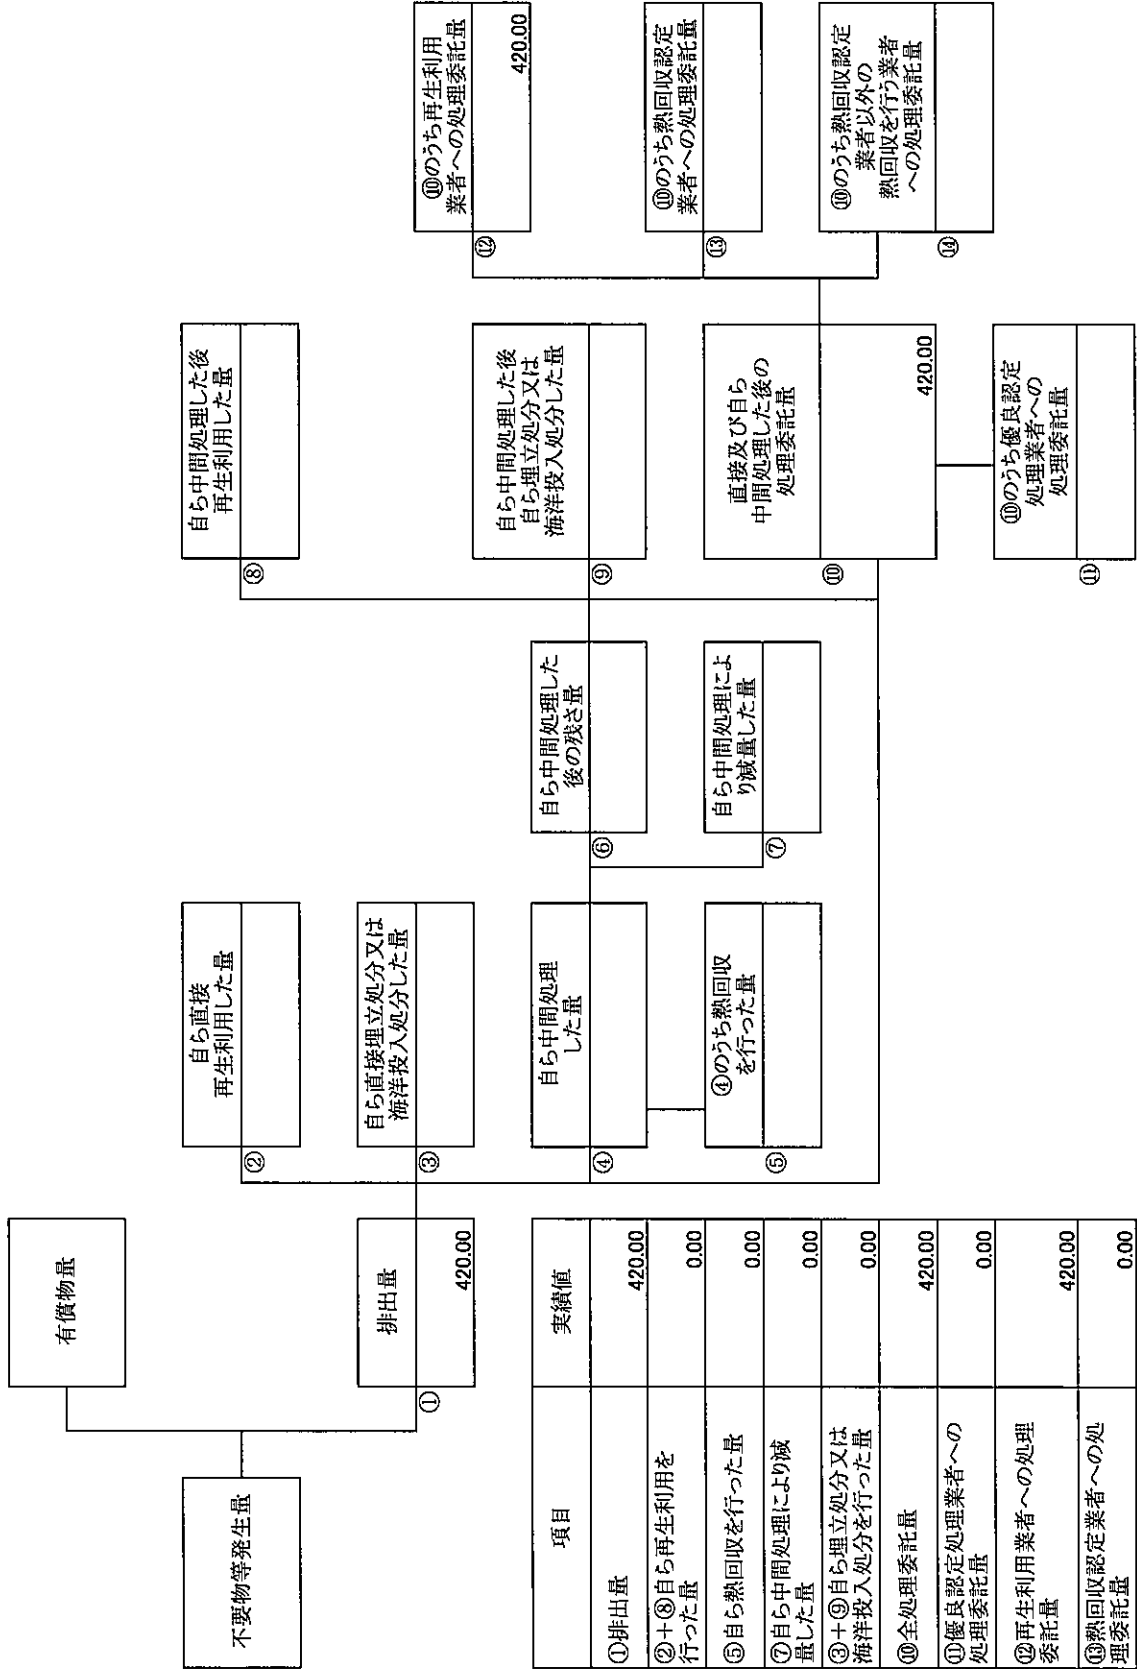 不要物等発生量
有償物量
排出量
①
420.00
自ら直接
再生利用した量
②
自ら直接埋立処分又は
海洋投入処分した量
③
自ら中間処理
した量
④
④のうち熱回収
を行った量
⑤
自ら中間処理した
後の残さ量
⑥
自ら中間処理によ
り減量した量
⑦
自ら中間処理した後
再生利用した量
⑧
自ら中間処理した後
自ら埋立処分又は
海洋投入処分した量
⑨
直接及び自ら
中間処理した後の
処理委託量
⑩
420.00
⑩のうち優良認定
処理業者への
処理委託量
⑪
⑩のうち再生利用
業者への処理委託量
⑫
420.00
⑩のうち熱回収認定
業者への処理委託量
⑬
⑩のうち熱回収認定
業者以外の
熱回収を行う業者
への処理委託量
⑭
項目 実績値
①排出量 420.00
②+⑧自ら再生利用を
行った量 0.00
⑤自ら熱回収を行った量 0.00
⑦自ら中間処理により減
量した量 0.00
③+⑨自ら埋立処分又は
海洋投入処分を行った量 0.00
⑩全処理委託量 420.00
⑪優良認定処理業者への
処理委託量 0.00
⑫再生利用業者への処理
委託量 420.00
⑬熱回収認定業者への処
理委託量 0.00